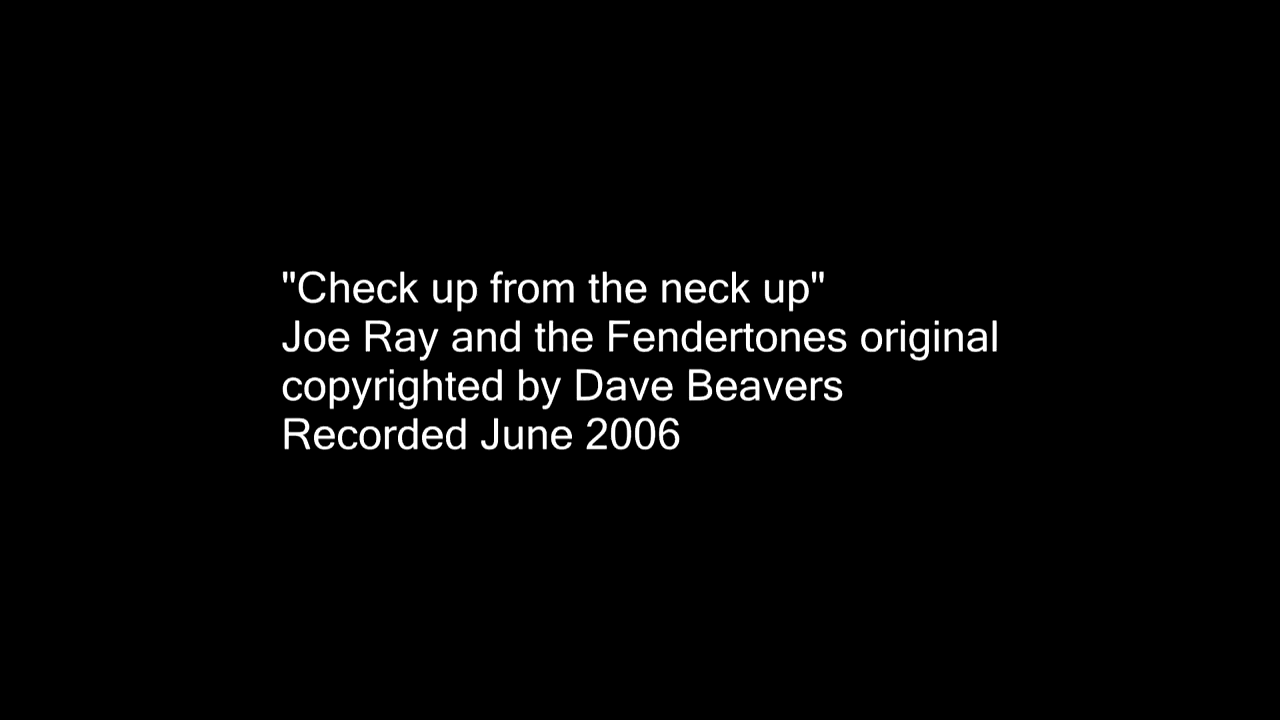 "Check up from the neck up"
Joe Ray and the Fendertones original
copyrighted by Dave Beavers
Recorded June 2006